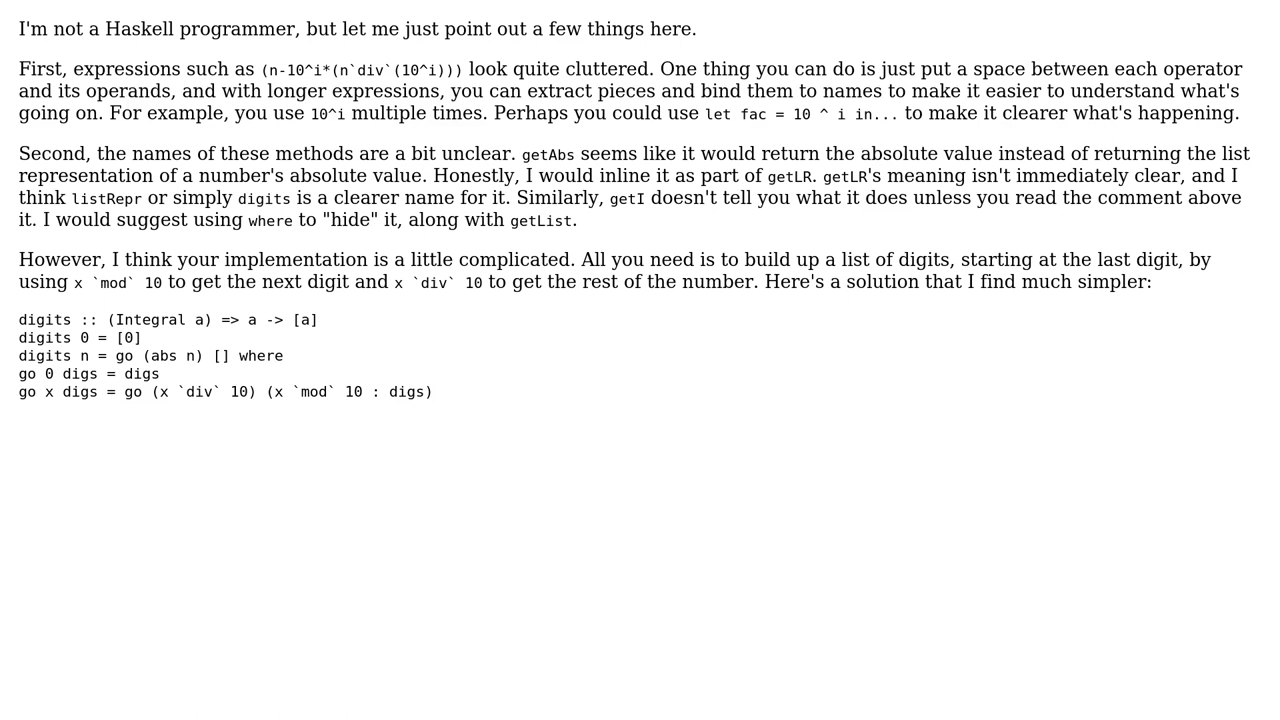 I'm not a Haskell programmer, but let me just point out a few things here.
First, expressions such as (n-10^i*(n`div`(10^i))) look quite cluttered. One thing you can do is just put a space between each operator
and its operands, and with longer expressions, you can extract pieces and bind them to names to make it easier to understand what's
going on. For example, you use 10^i multiple times. Perhaps you could use let fac = 10 ^ i in... to make it clearer what's happening.
Second, the names of these methods are a bit unclear. getAbs seems like it would return the absolute value instead of returning the list
representation of a number's absolute value. Honestly, I would inline it as part of getLR. getLR's meaning isn't immediately clear, and I
think listRepr or simply digits is a clearer name for it. Similarly, getI doesn't tell you what it does unless you read the comment above
it. I would suggest using where to "hide" it, along with getList.
However, I think your implementation is a little complicated. All you need is to build up a list of digits, starting at the last digit, by
using x `mod` 10 to get the next digit and x `div` 10 to get the rest of the number. Here's a solution that I find much simpler:
digits :: (Integral a) => a -> [a]
digits 0 = [0]
digits n = go (abs n) [] where
go 0 digs = digs
go x digs = go (x `div` 10) (x `mod` 10 : digs)